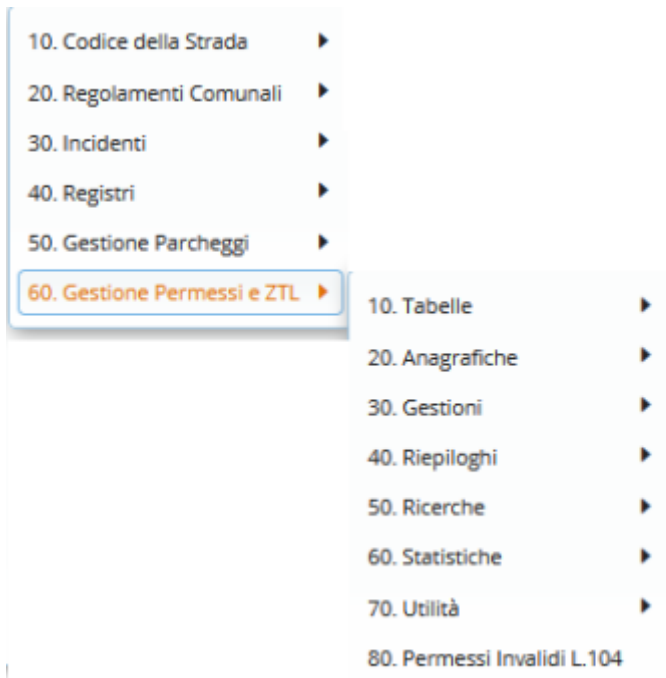 10. Codice della Strada
20. Regolamenti Comunali
30. Incidenti
40. Registri
50. Gestione Parcheggi
60. Gestione Permessi e ZTL
10. Tabelle
20. Anagrafiche
30. Gestioni
40. Riepiloghi
50. Ricerche
60. Statistiche
70. Utilità
80. Permessi Invalidi L.104